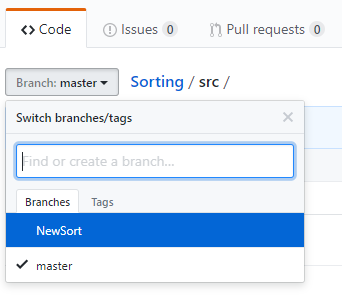 Code Issues 0 Pull requests 0
Branch: master Sorting / src /
Switch branches/tags
Find or create a branch...
Branches Tags
NewSort
master